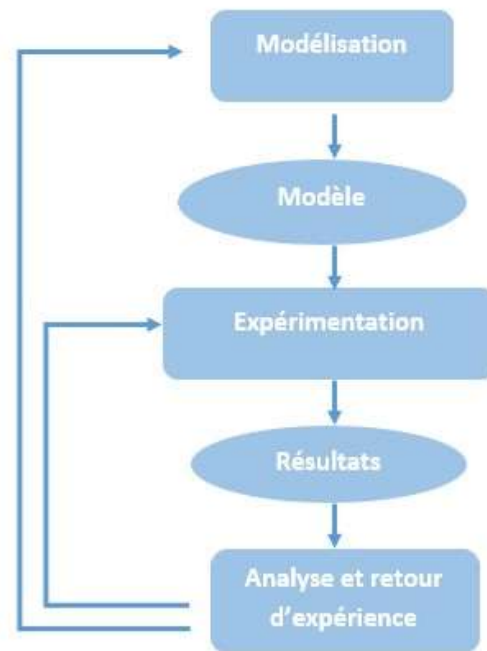 Modélisation
Modèle
Expérimentation
Résultats
Analyse et retour
d'expérience